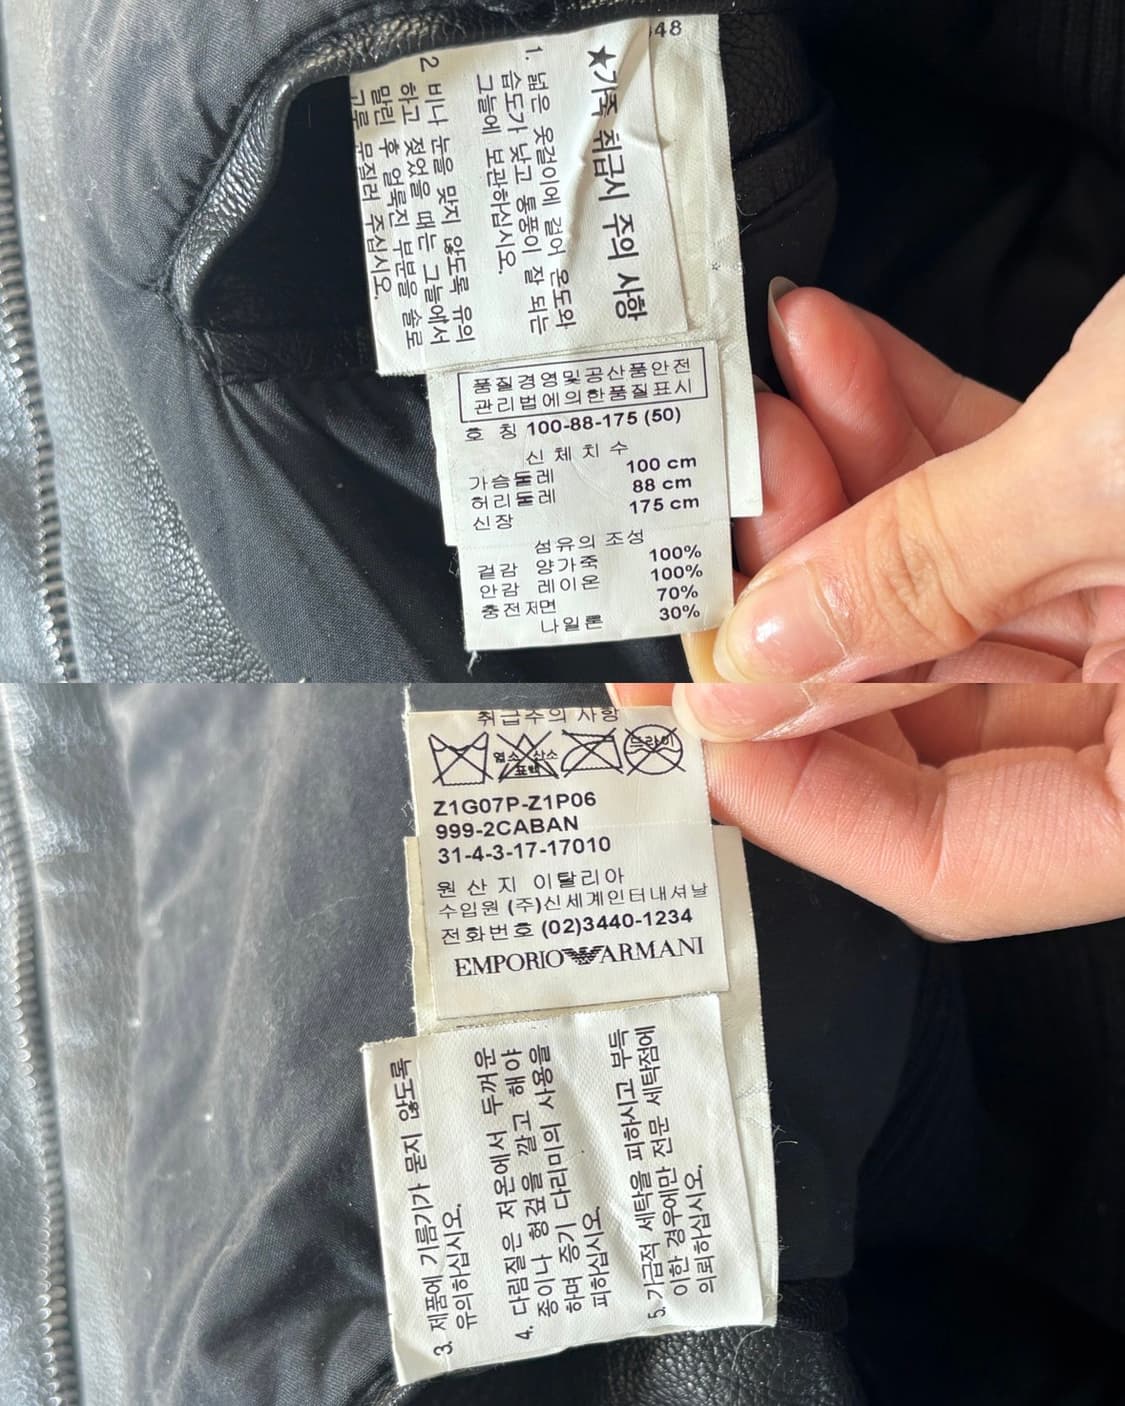 48
★가죽 취급시 주의 사항
1. 넓은 옷걸이에 걸어 온도와
습도가 낮고 통풍이 잘 되는
그늘에 보관하십시오.
2 비나 눈을 맞지 않도록 유의
하고 젖었을 때는 그늘에서
말린 후 얼룩진 부분을 솔로
고루 문질러 주십시오.
품질경영및공산품안전
관리법에의한품질표시
호 칭 100-88-175 (50)
신 체 치 수
가슴둘레 100 cm
허리둘레 88 cm
신장 175 cm
섬유의 조성
겉감 양가죽 100%
안감 레이온 100%
충전재면 70%
나일론 30%
취급주의 사항
염소 산소
표백
드라이
Z1G07P-Z1P06
999-2CABAN
31-4-3-17-17010
원 산 지 이탈리아
수입원 (주)신세계인터내셔날
전화번호 (02)3440-1234
EMPORIO ARMANI
3. 제품에 기름기가 묻지 않도록
유의하십시오.
4. 다림질은 저온에서 두꺼운
종이나 헝겊을 깔고 해야
하며 증기 다리미의 사용을
피하십시오.
5. 가급적 세탁을 피하시고 부득
이한 경우에만 전문 세탁점에
의뢰하십시오.